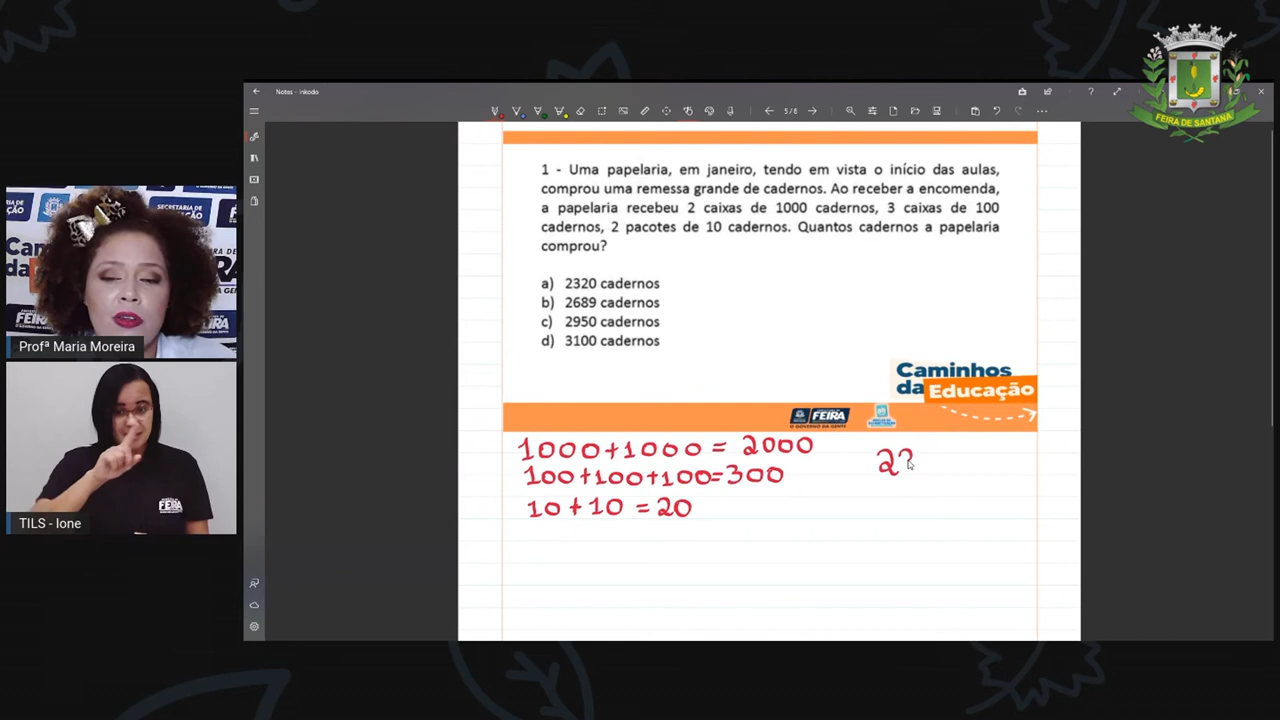 FEIRA DE SANTANA
Notes - inkodo
5/6
1 - Uma papelaria, em janeiro, tendo em vista o início das aulas,
comprou uma remessa grande de cadernos. Ao receber a encomenda,
a papelaria recebeu 2 caixas de 1000 cadernos, 3 caixas de 100
cadernos, 2 pacotes de 10 cadernos. Quantos cadernos a papelaria
comprou?
a) 2320 cadernos
b) 2689 cadernos
c) 2950 cadernos
d) 3100 cadernos
Caminhos
da Educação
FEIRA
1000+1000 = 2000
100+100+100=300
10+10 = 20
23
Profª Maria Moreira
FEIRA
TILS - Ione